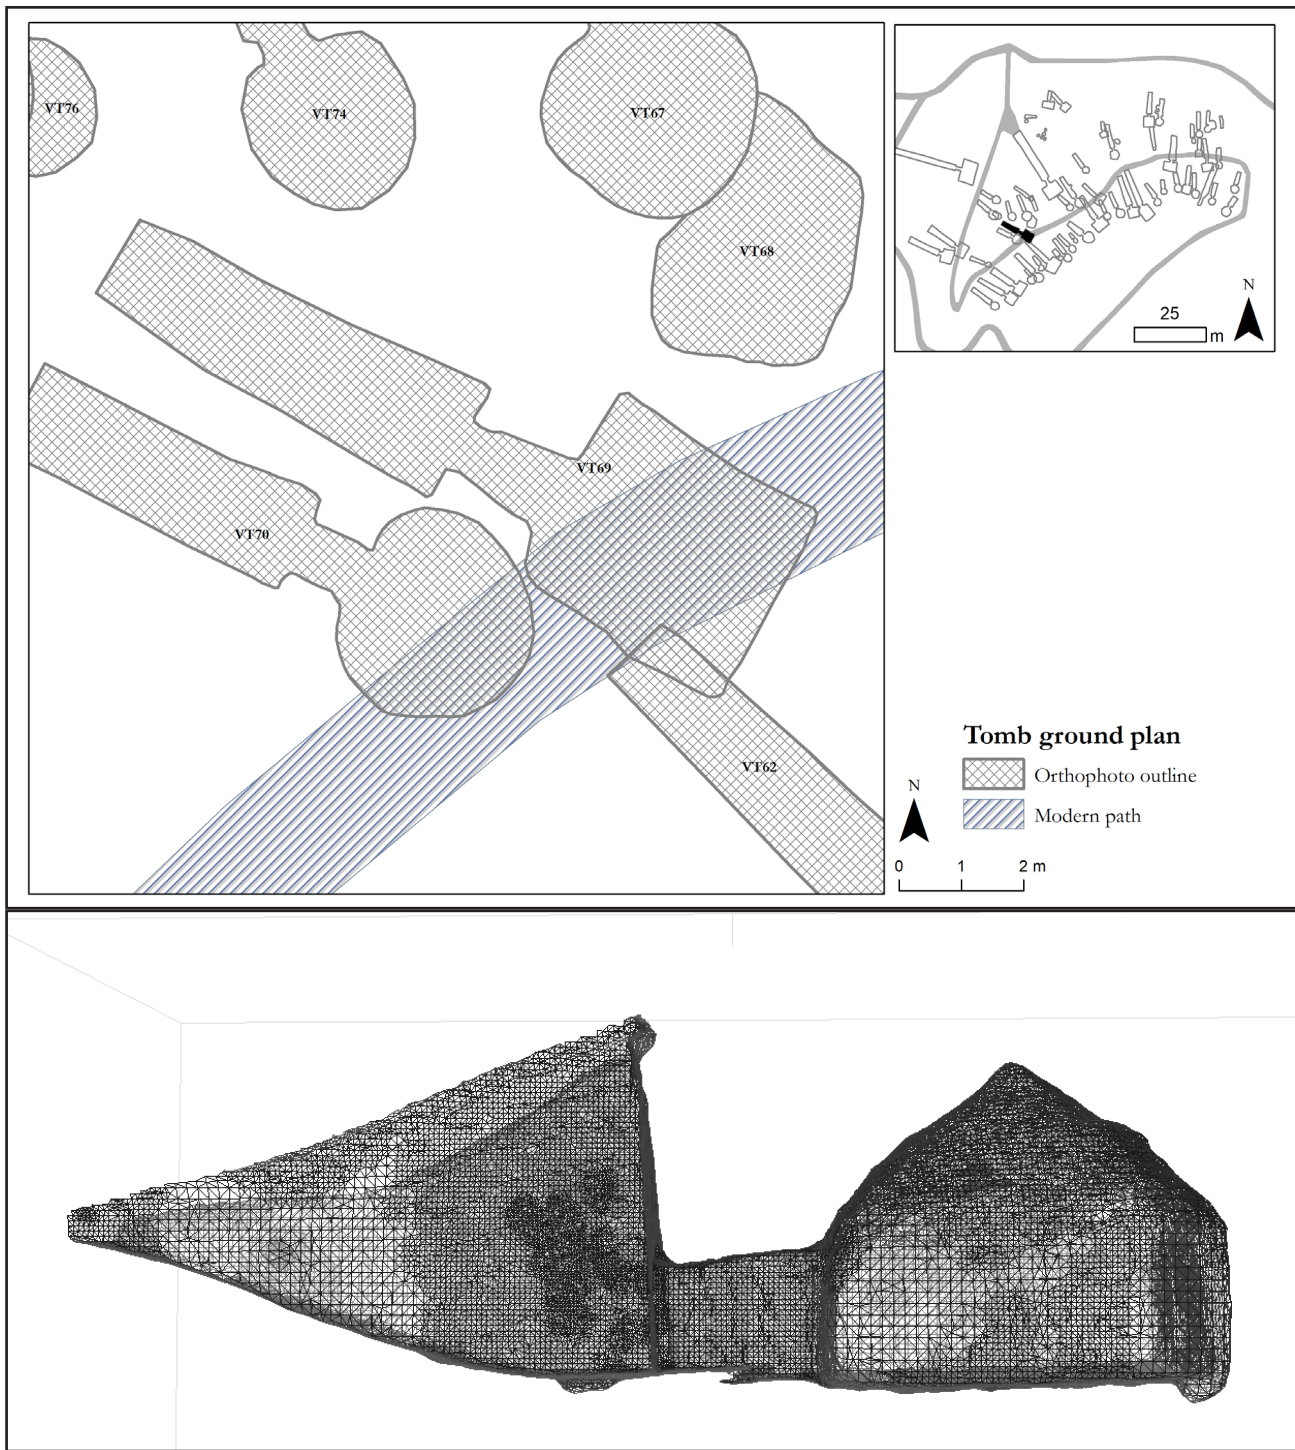 VT76
VT74
VT67
VT68
VT69
VT70
VT62
N
25
m
Tomb ground plan
Orthophoto outline
Modern path
N
0 1 2 m